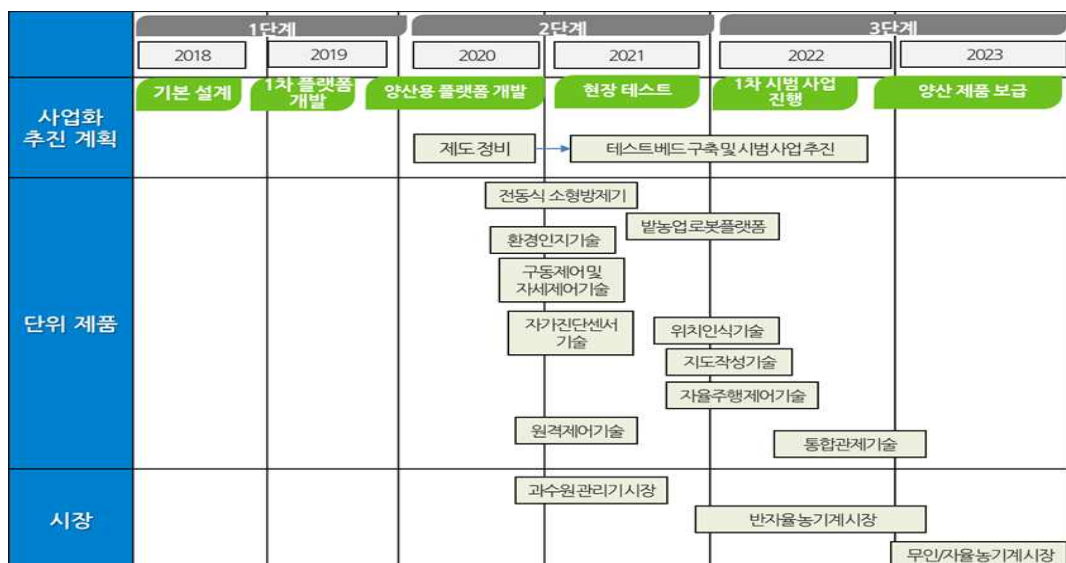 1단계
2단계
3단계
2018
2019
2020
2021
2022
2023
사업화
추진 계획
기본 설계
1차 플랫폼
개발
양산용 플랫폼 개발
현장 테스트
1차 시범 사업
진행
양산 제품 보급
제도 정비
테스트베드 구축 및 시범사업 추진
단위 제품
전동식 소형방제기
밭농업로봇플랫폼
환경인지기술
구동제어 및
자세제어기술
자가진단센서
기술
위치인식기술
지도작성기술
자율주행제어기술
원격제어기술
통합관제기술
시장
과수원관리기시장
반자율농기계시장
무인/자율농기계시장